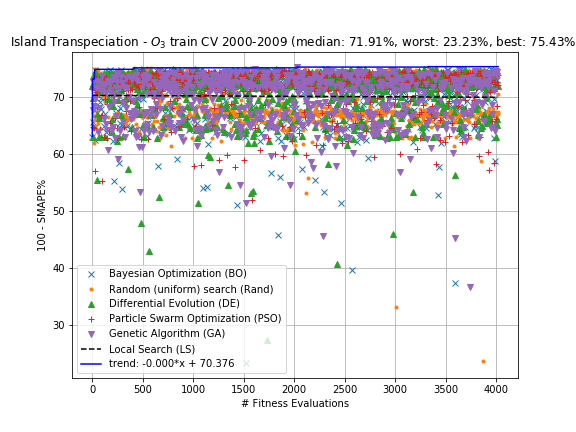 Island Transpeciation - O3 train CV 2000-2009 (median: 71.91%, worst: 23.23%, best: 75.43%
100 - SMAPE%
70
60
50
40
30
Bayesian Optimization (BO)
Random (uniform) search (Rand)
Differential Evolution (DE)
Particle Swarm Optimization (PSO)
Genetic Algorithm (GA)
Local Search (LS)
trend: -0.000*x + 70.376
0 500 1000 1500 2000 2500 3000 3500 4000
# Fitness Evaluations